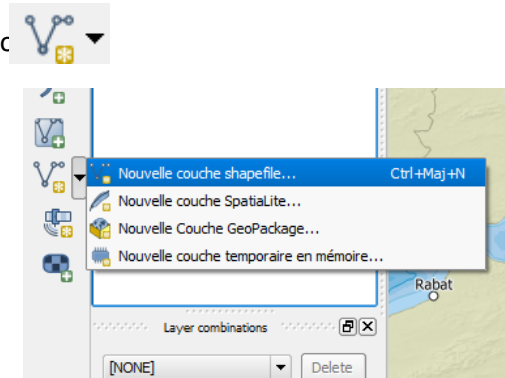 Nouvelle couche shapefile... Ctrl+Maj+N
Nouvelle couche SpatiaLite...
Nouvelle Couche GeoPackage...
Nouvelle couche temporaire en mémoire...
Rabat
Layer combinations
[NONE] Delete